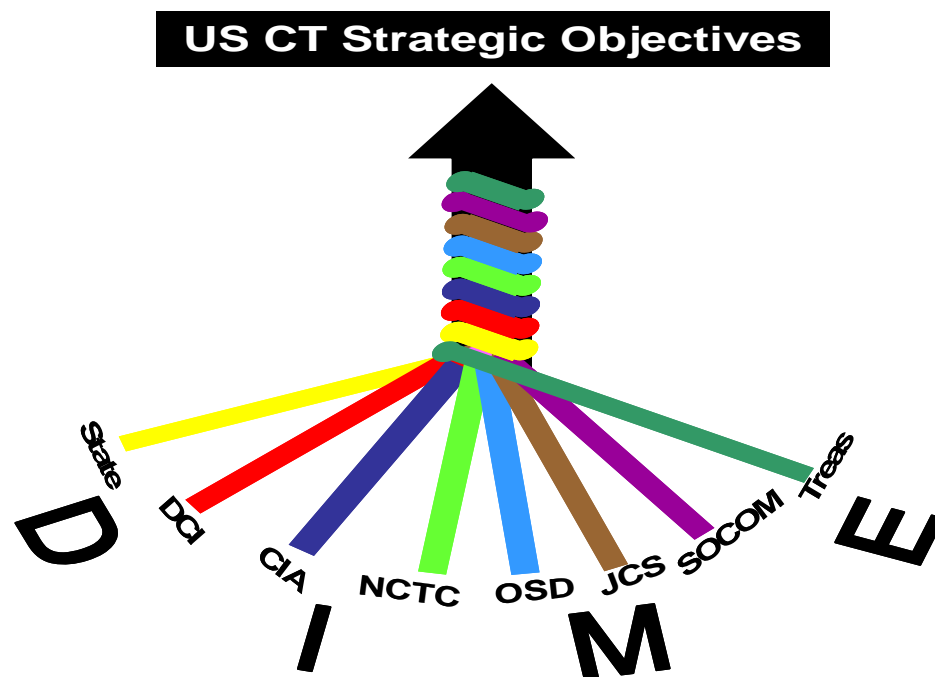 US CT Strategic Objectives
State
DCI
CIA
NCTC
OSD
JCS
SOCOM
Treas
D
I
M
E